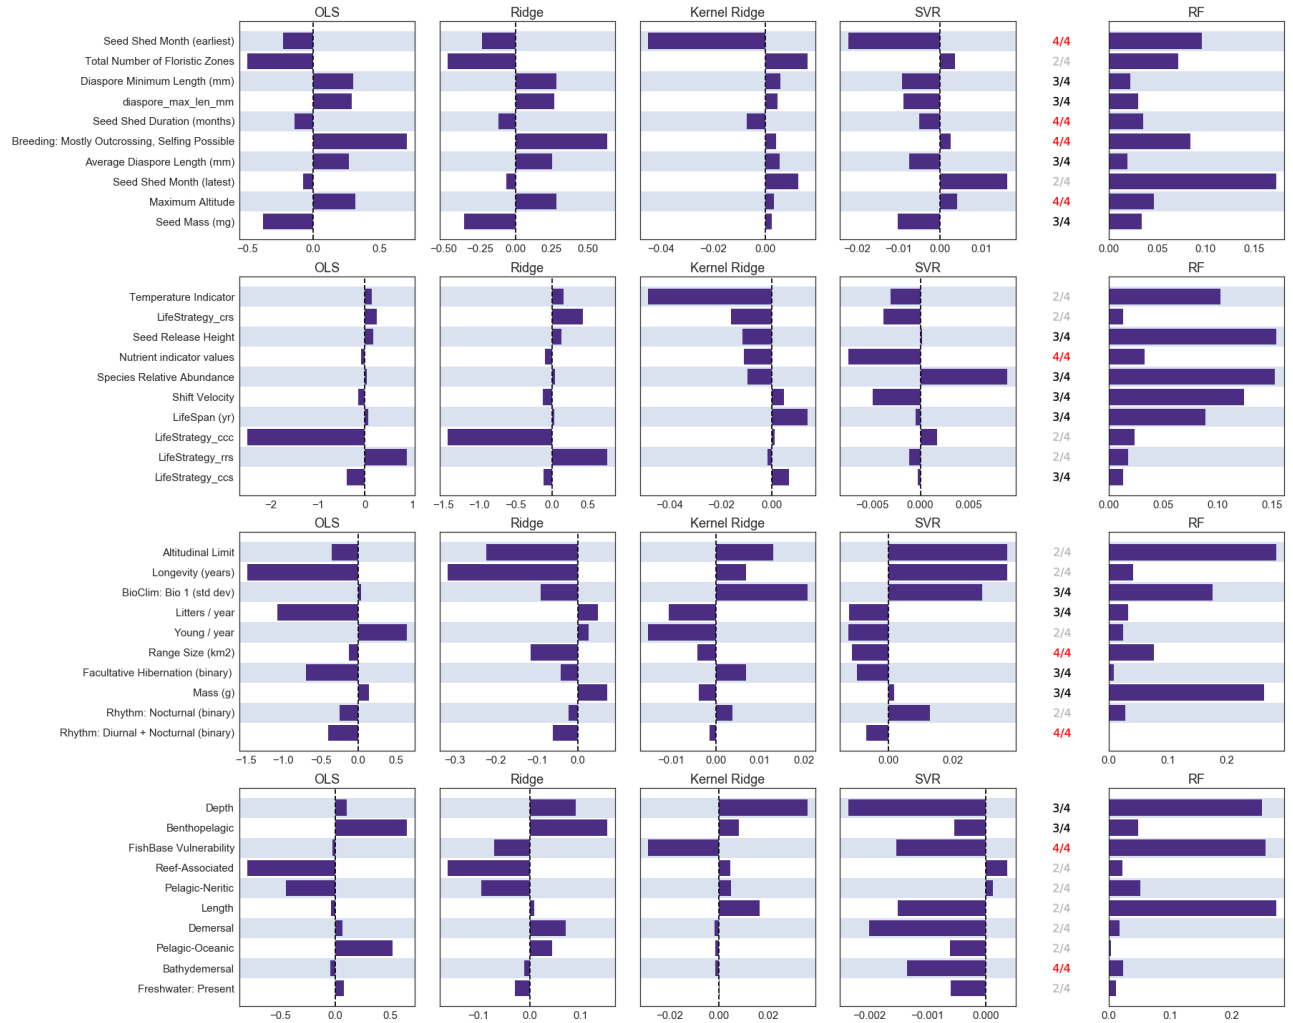 OLS Ridge Kernel Ridge SVR RF
Seed Shed Month (earliest) 4/4
Total Number of Floristic Zones 2/4
Diaspore Minimum Length (mm) 3/4
diaspore_max_len_mm 3/4
Seed Shed Duration (months) 4/4
Breeding: Mostly Outcrossing, Selfing Possible 4/4
Average Diaspore Length (mm) 3/4
Seed Shed Month (latest) 2/4
Maximum Altitude 4/4
Seed Mass (mg) 3/4
−0.5 0.0 0.5 −0.50 −0.25 0.00 0.25 0.50 −0.04 −0.02 0.00 −0.02 −0.01 0.00 0.01 0.00 0.05 0.10 0.15
OLS Ridge Kernel Ridge SVR RF
Temperature Indicator 2/4
LifeStrategy_crs 2/4
Seed Release Height 3/4
Nutrient indicator values 4/4
Species Relative Abundance 3/4
Shift Velocity 3/4
LifeSpan (yr) 3/4
LifeStrategy_ccc 2/4
LifeStrategy_rrs 2/4
LifeStrategy_ccs 3/4
−2 −1 0 1 −1.5 −1.0 −0.5 0.0 0.5 −0.04 −0.02 0.00 −0.005 0.000 0.005 0.00 0.05 0.10 0.15
OLS Ridge Kernel Ridge SVR RF
Altitudinal Limit 2/4
Longevity (years) 2/4
BioClim: Bio 1 (std dev) 3/4
Litters / year 3/4
Young / year 2/4
Range Size (km2) 4/4
Facultative Hibernation (binary) 3/4
Mass (g) 3/4
Rhythm: Nocturnal (binary) 2/4
Rhythm: Diurnal + Nocturnal (binary) 4/4
−1.5 −1.0 −0.5 0.0 0.5 −0.3 −0.2 −0.1 0.0 −0.01 0.00 0.01 0.02 0.00 0.02 0.0 0.1 0.2
OLS Ridge Kernel Ridge SVR RF
Depth 3/4
Benthopelagic 3/4
FishBase Vulnerability 4/4
Reef-Associated 2/4
Pelagic-Neritic 2/4
Length 2/4
Demersal 2/4
Pelagic-Oceanic 2/4
Bathydemersal 4/4
Freshwater: Present 2/4
−0.5 0.0 0.5 −0.1 0.0 0.1 −0.02 0.00 0.02 −0.002 −0.001 0.000 0.0 0.1 0.2